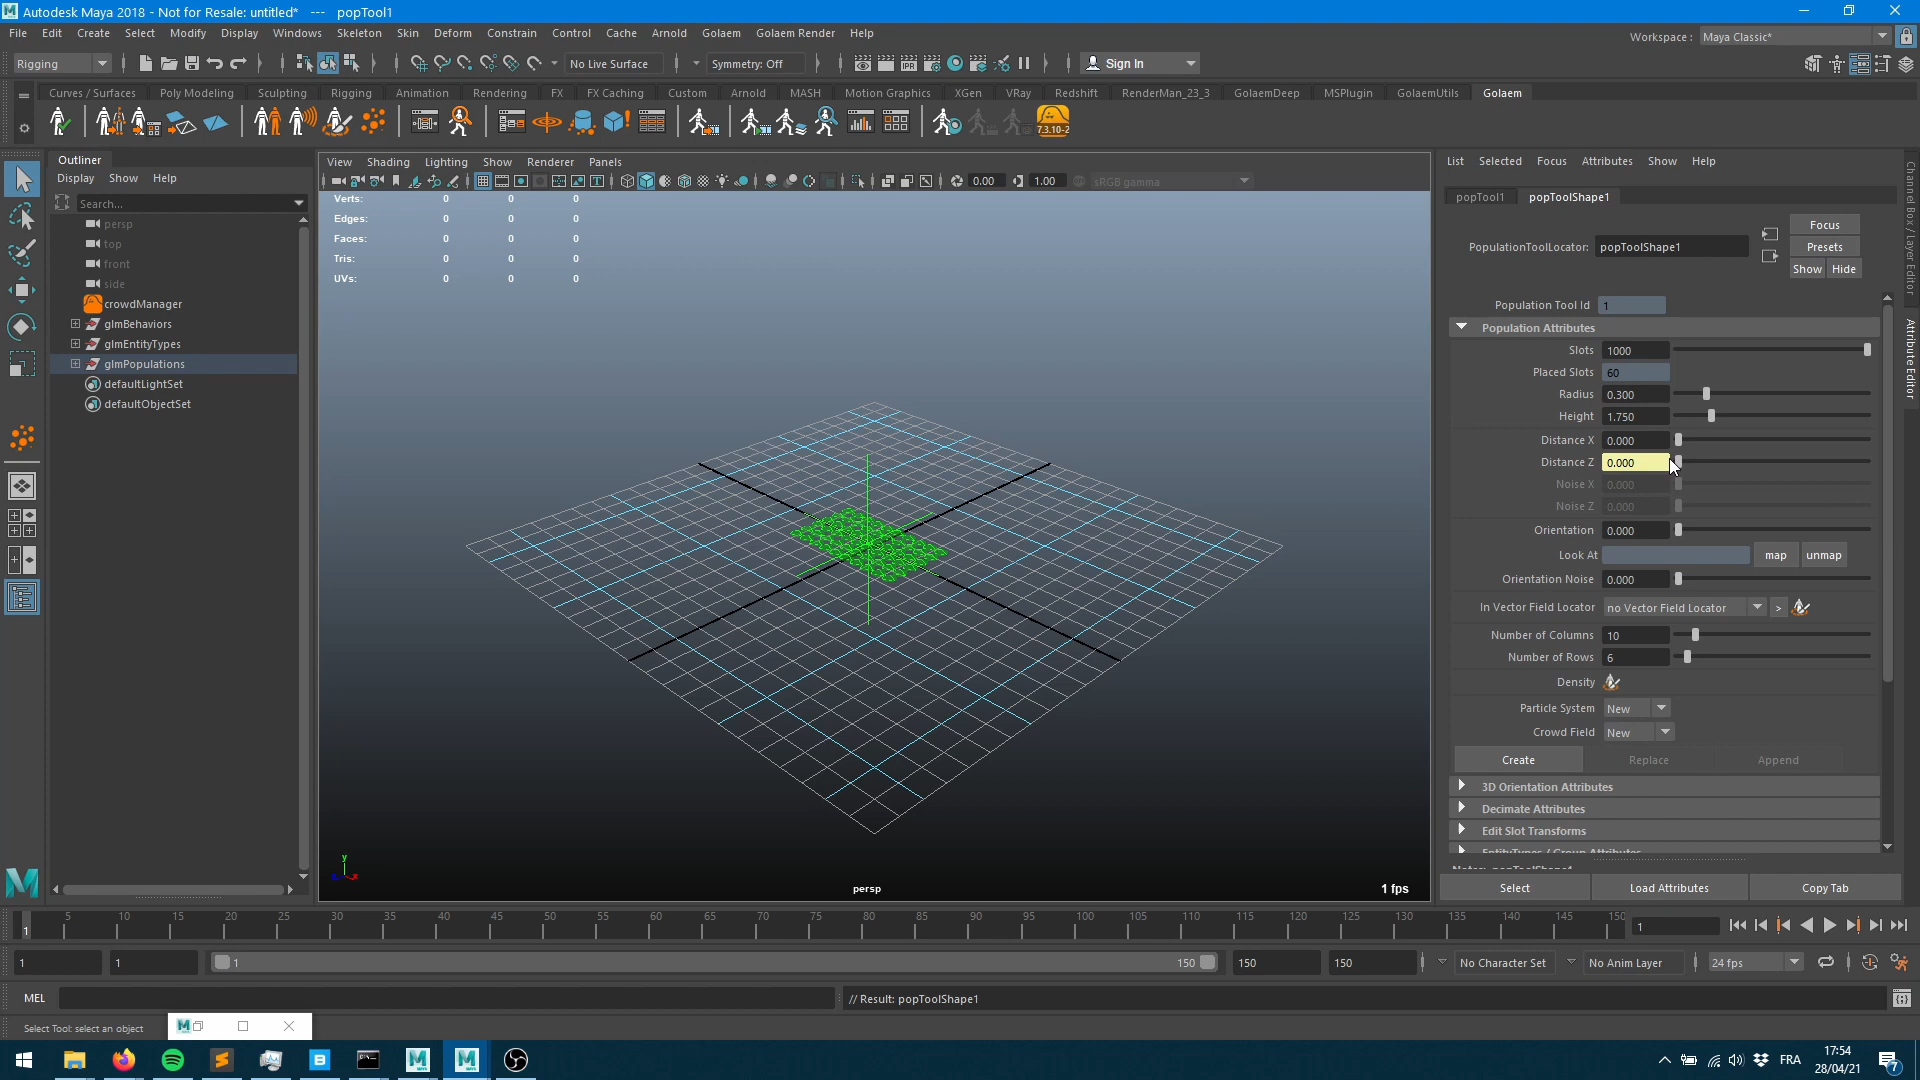 Autodesk Maya 2018 - Not for Resale: untitled* --- popTool1
File Edit Create Select Modify Display Windows Skeleton Skin Deform Constrain Control Cache Arnold Golaem Golaem Render Help
Workspace : Maya Classic*
Rigging No Live Surface Symmetry: Off Sign In
Curves / Surfaces Poly Modeling Sculpting Rigging Animation Rendering FX FX Caching Custom Arnold MASH Motion Graphics XGen VRay Redshift RenderMan_23_3 GolaemDeep MSPlugin GolaemUtils Golaem
7.3.10-2
Outliner
Display Show Help
Search...
persp
top
front
side
crowdManager
glmBehaviors
glmEntityTypes
glmPopulations
defaultLightSet
defaultObjectSet
View Shading Lighting Show Renderer Panels
0.00 1.00 sRGB gamma
Verts: 0 0 0
Edges: 0 0 0
Faces: 0 0 0
Tris: 0 0 0
UVs: 0 0 0
y
x
persp
1 fps
List Selected Focus Attributes Show Help
popTool1 popToolShape1
PopulationToolLocator: popToolShape1
Focus
Presets
Show Hide
Population Tool Id 1
Population Attributes
Slots 1000
Placed Slots 60
Radius 0.300
Height 1.750
Distance X 0.000
Distance Z 0.000
Noise X 0.000
Noise Z 0.000
Orientation 0.000
Look At map unmap
Orientation Noise 0.000
In Vector Field Locator no Vector Field Locator >
Number of Columns 10
Number of Rows 6
Density
Particle System New
Crowd Field New
Create Replace Append
3D Orientation Attributes
Decimate Attributes
Edit Slot Transforms
EntityTypes / Group Attributes
Notes: popToolShape1
Select Load Attributes Copy Tab
Channel Box / Layer Editor
Attribute Editor
5 10 15 20 25 30 35 40 45 50 55 60 65 70 75 80 85 90 95 100 105 110 115 120 125 130 135 140 145 150
1
1
1 1 1 150 150 150 No Character Set No Anim Layer 24 fps
MEL // Result: popToolShape1
Select Tool: select an object
FRA
17:54
28/04/21
7